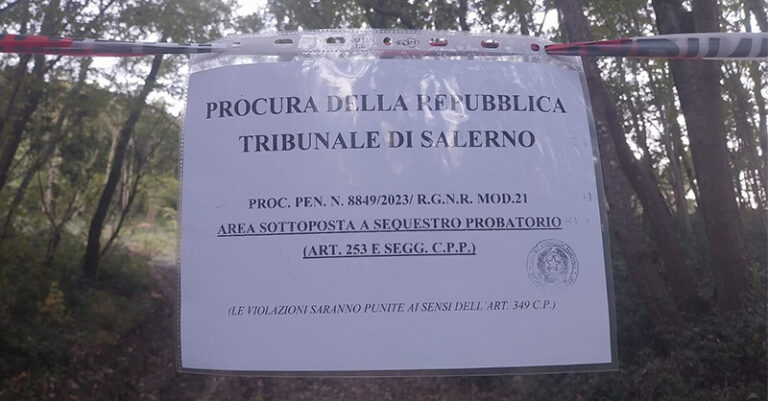 PROCURA DELLA REPUBBLICA
TRIBUNALE DI SALERNO
PROC. PEN. N. 8849/2023/ R.G.N.R. MOD.21
AREA SOTTOPOSTA A SEQUESTRO PROBATORIO
(ART. 253 E SEGG. C.P.P.)
(LE VIOLAZIONI SARANNO PUNITE AI SENSI DELL'ART. 349 C.P.)